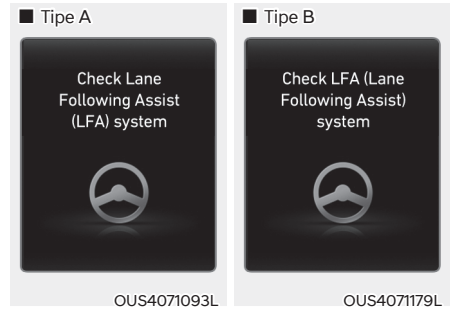 ■ Tipe A
Check Lane
Following Assist
(LFA) system
OUS4071093L
■ Tipe B
Check LFA (Lane
Following Assist)
system
OUS4071179L